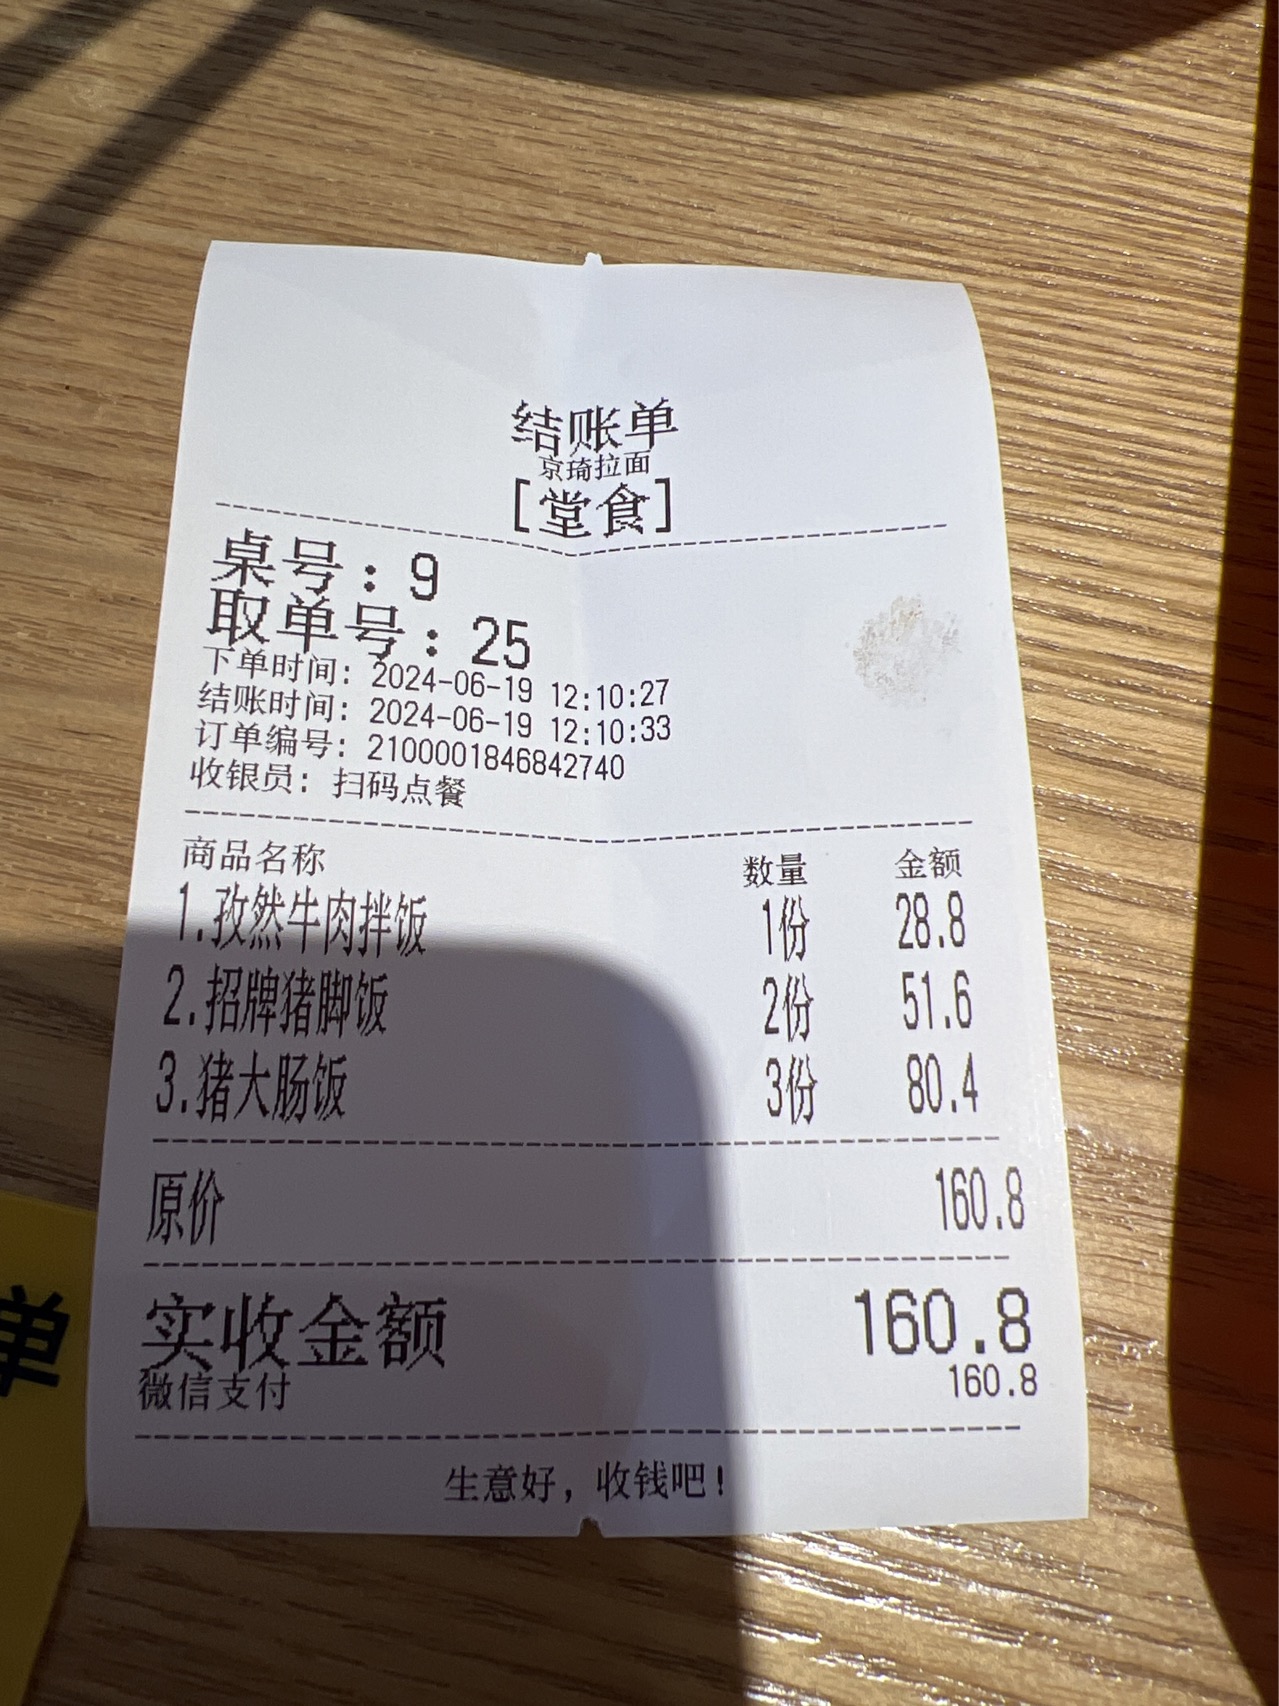 结账单
京琦拉面
[堂食]
桌号：9
取单号：25
下单时间：2024-06-19 12:10:27
结账时间：2024-06-19 12:10:33
订单编号：2100001846842740
收银员：扫码点餐
商品名称 数量 金额
1.孜然牛肉拌饭 1份 28.8
2.招牌猪脚饭 2份 51.6
3.猪大肠饭 3份 80.4
原价 160.8
实收金额 160.8
微信支付 160.8
生意好，收钱吧！
单